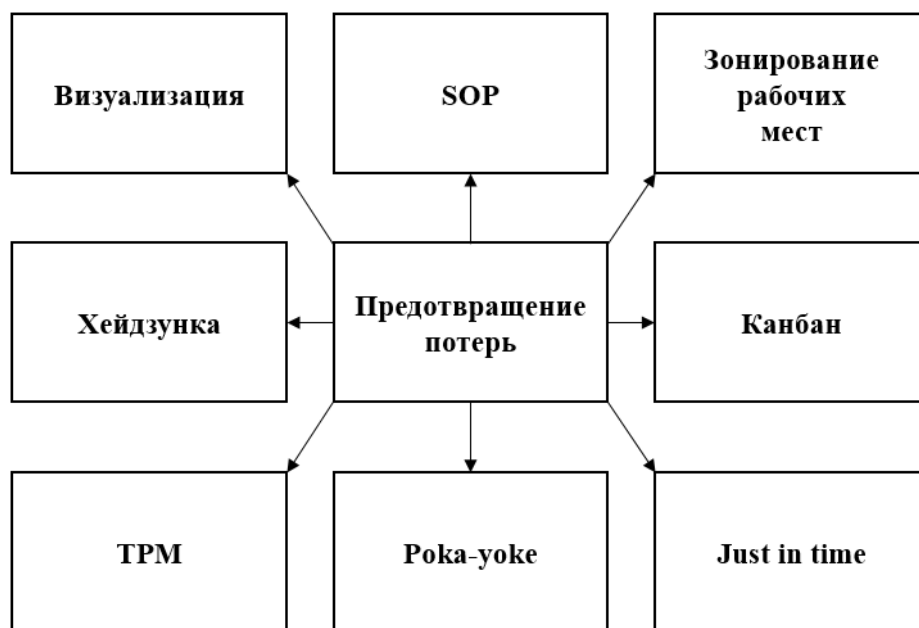 Визуализация
SOP
Зонирование
рабочих
мест
Хейдзунка
Предотвращение
потерь
Канбан
TPM
Poka-yoke
Just in time